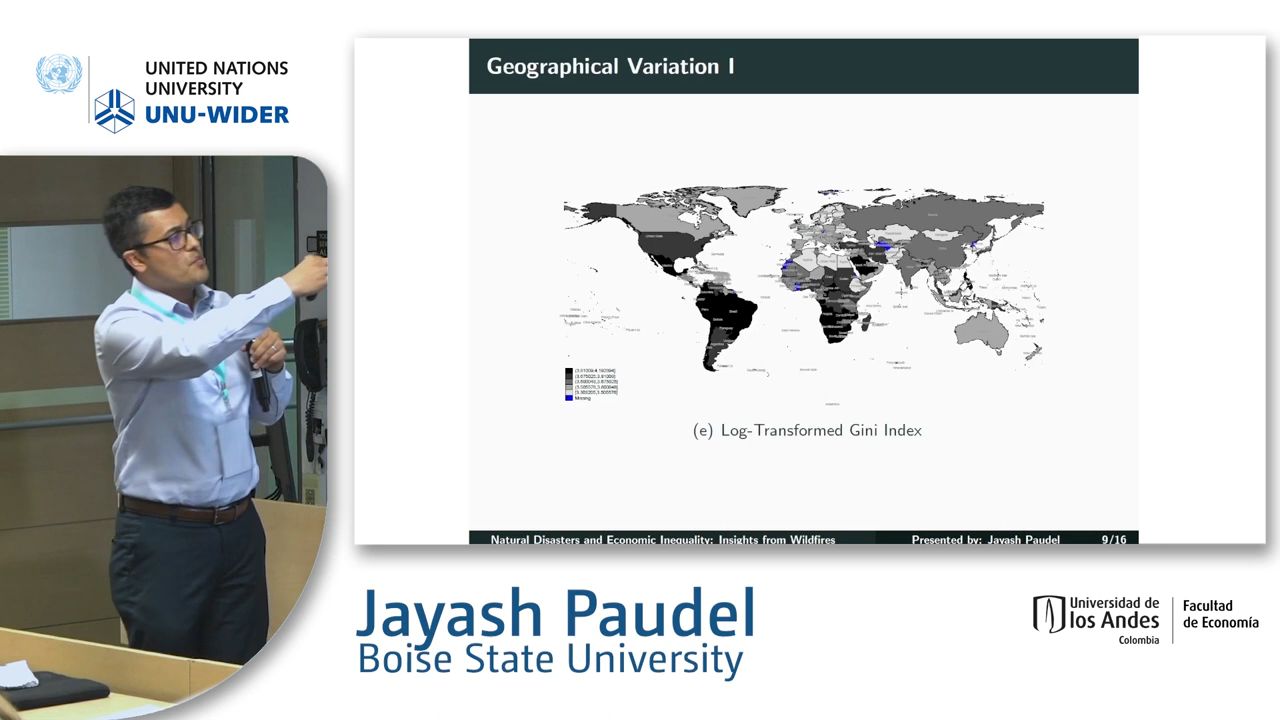 UNITED NATIONS
UNIVERSITY
UNU-WIDER
Geographical Variation I
Missing
(e) Log-Transformed Gini Index
Natural Disasters and Economic Inequality: Insights from Wildfires
Presented by: Jayash Paudel
9/16
Jayash Paudel
Boise State University
Universidad de
los Andes
Colombia
Facultad
de Economía